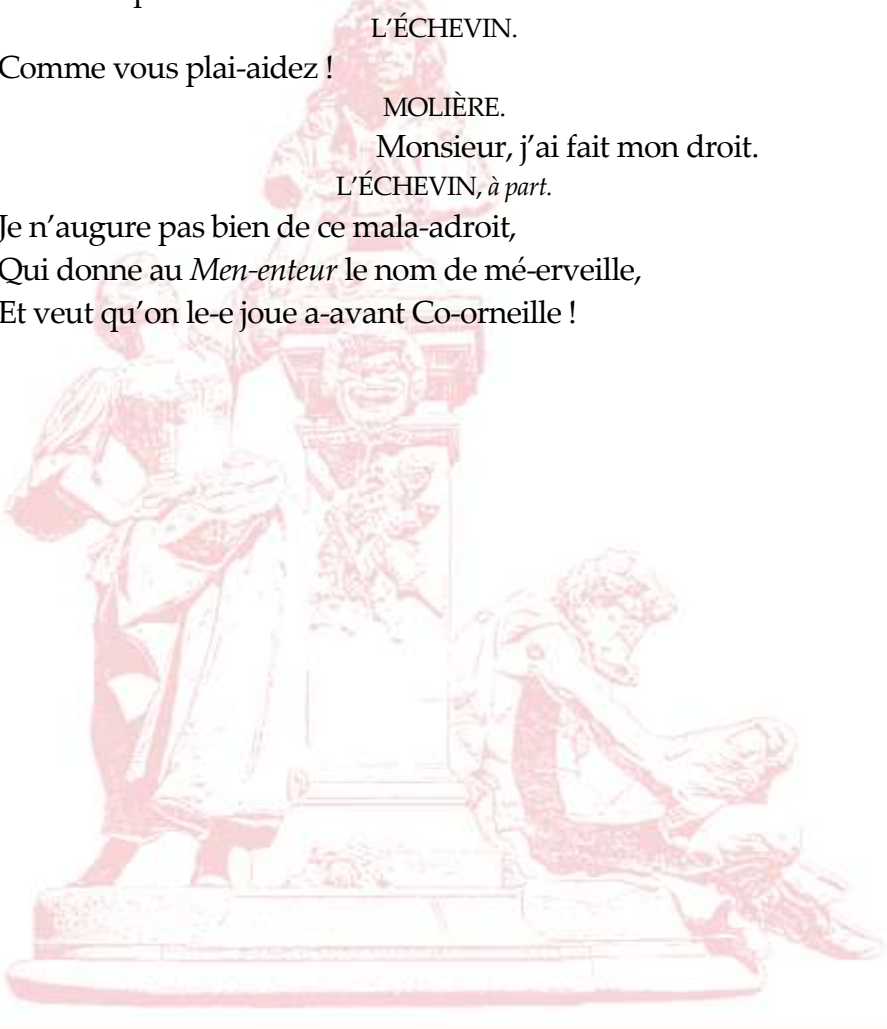 L’ÉCHEVIN.
Comme vous plai-aidez !
MOLIÈRE.
Monsieur, j’ai fait mon droit.
L’ÉCHEVIN, à part.
Je n’augure pas bien de ce mala-adroit,
Qui donne au Men-enteur le nom de mé-erveille,
Et veut qu’on le-e joue a-avant Co-orneille !